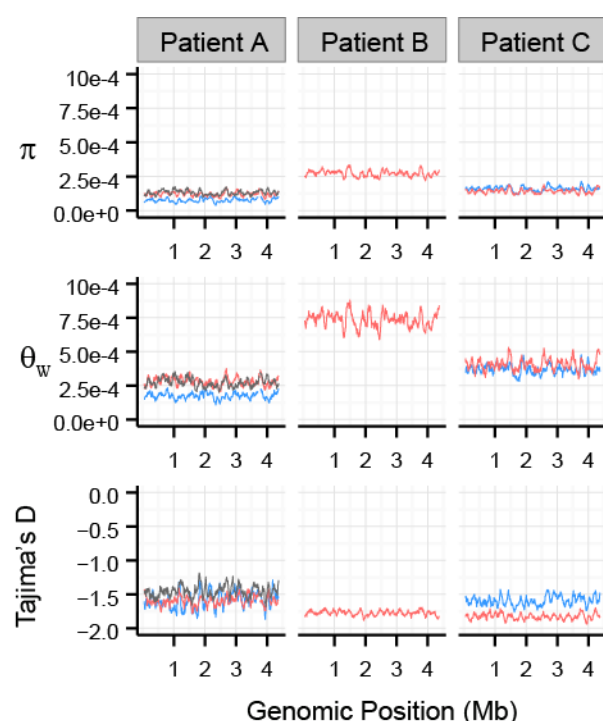 Patient A Patient B Patient C
π
10e-4
7.5e-4
5.0e-4
2.5e-4
0.0e+0
1 2 3 4 1 2 3 4 1 2 3 4
θw
10e-4
7.5e-4
5.0e-4
2.5e-4
0.0e+0
1 2 3 4 1 2 3 4 1 2 3 4
Tajima's D
0.0
−0.5
−1.0
−1.5
−2.0
1 2 3 4 1 2 3 4 1 2 3 4
Genomic Position (Mb)